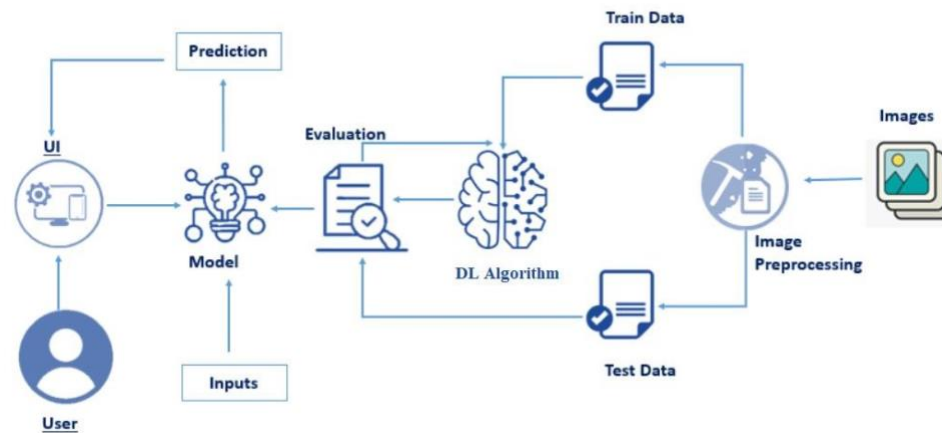 Train Data
Prediction
Images
Evaluation
UI
Image
Preprocessing
Model
DL Algorithm
Inputs
Test Data
User